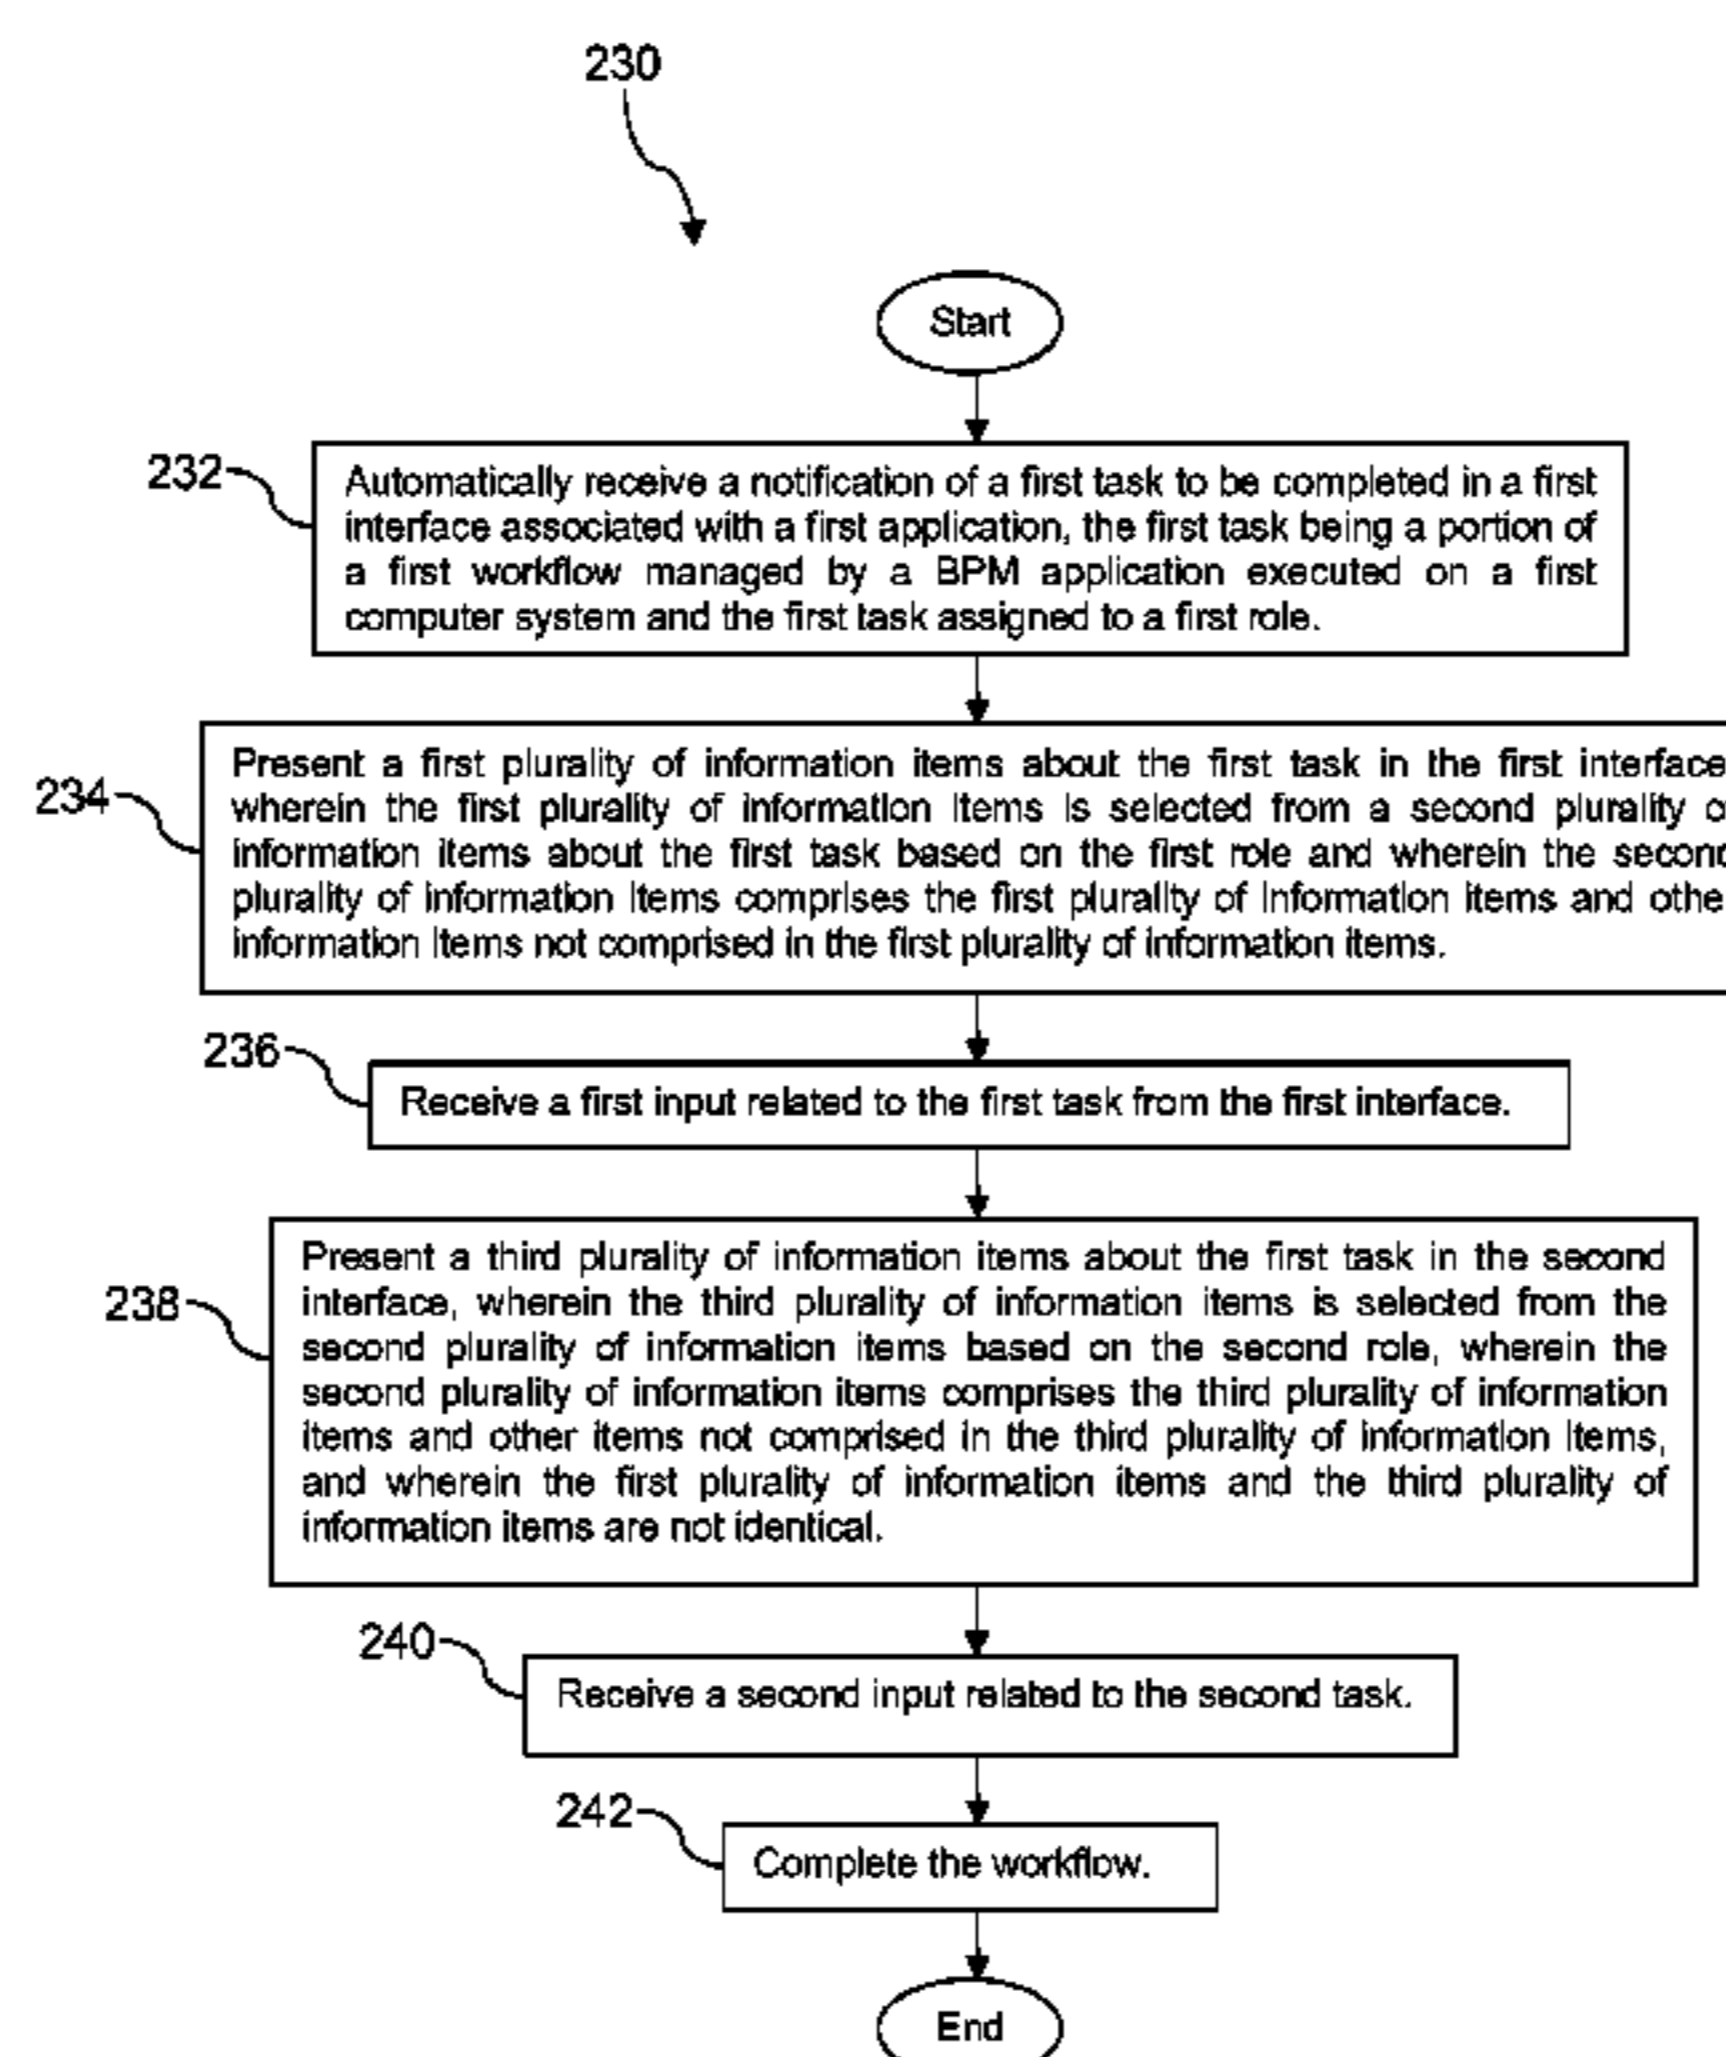 230
Start
232
Automatically receive a notification of a first task to be completed in a first
interface associated with a first application, the first task being a portion of
a first workflow managed by a BPM application executed on a first
computer system and the first task assigned to a first role.
234
Present a first plurality of information items about the first task in the first interface
wherein the first plurality of information items is selected from a second plurality
information items about the first task based on the first role and wherein the second
plurality of information items comprises the first plurality of information items and othe
information items not comprised in the first plurality of information items.
236
Receive a first input related to the first task from the first interface.
238
Present a third plurality of information items about the first task in the second
interface, wherein the third plurality of information items is selected from the
second plurality of information items based on the second role, wherein the
second plurality of information items comprises the third plurality of information
items and other items not comprised in the third plurality of information items,
and wherein the first plurality of information items and the third plurality of
information items are not identical.
240
Receive a second input related to the second task.
242
Complete the workflow.
End